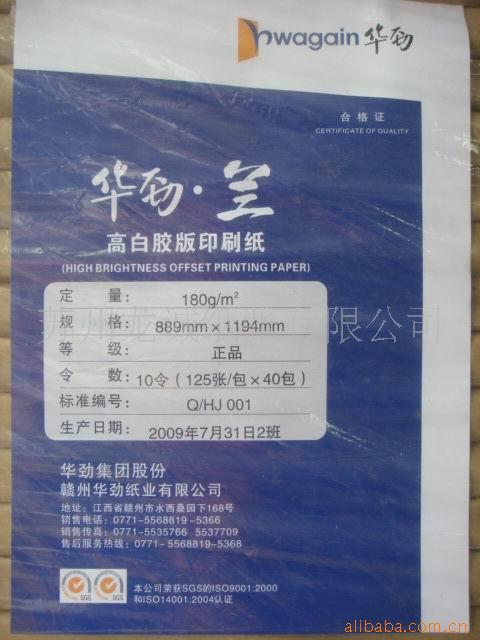 hwagain 华劲
合格证
CERTIFICATE OF QUALITY
华劲·兰
高白胶版印刷纸
(HIGH BRIGHTNESS OFFSET PRINTING PAPER)
定 量: 180g/m²
规 格: 889mm×1194mm
等 级: 正品
令 数: 10令(125张/包×40包)
标准编号: Q/HJ 001
生产日期: 2009年7月31日2班
华劲集团股份
赣州华劲纸业有限公司
地址:江西省赣州市水西桑园下168号
销售电话:0771-5568819-5366
销售传真:0771-5535766 5537709
售后服务热线:0771-5568819-5368
SGS SGS
本公司荣获SGS的ISO9001:2000
和ISO14001:2004认证
alibaba.com.cn